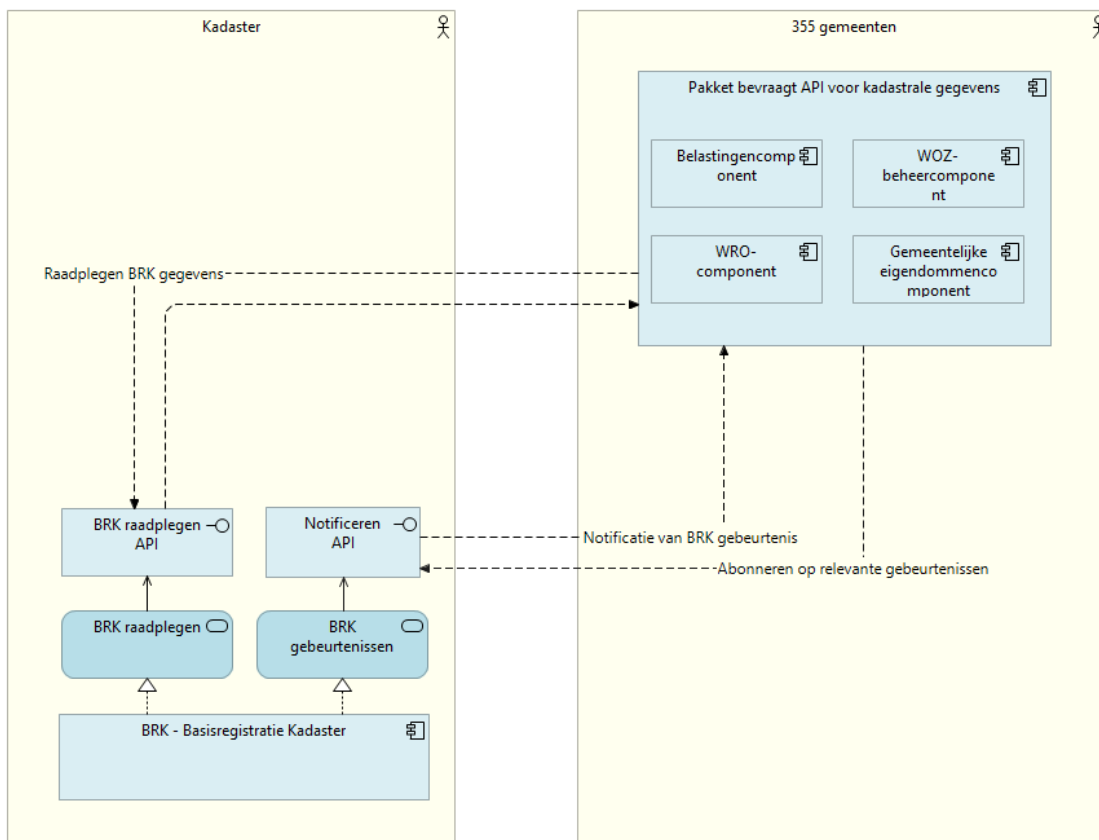 Kadaster
355 gemeenten
Pakket bevraagt API voor kadastrale gegevens
Belastingencomp
onent
WOZ-
beheercompone
nt
WRO-
component
Gemeentelijke
eigendommenco
mponent
Raadplegen BRK gegevens
BRK raadplegen
API
Notificeren
API
Notificatie van BRK gebeurtenis
Abonneren op relevante gebeurtenissen
BRK raadplegen
BRK
gebeurtenissen
BRK - Basisregistratie Kadaster